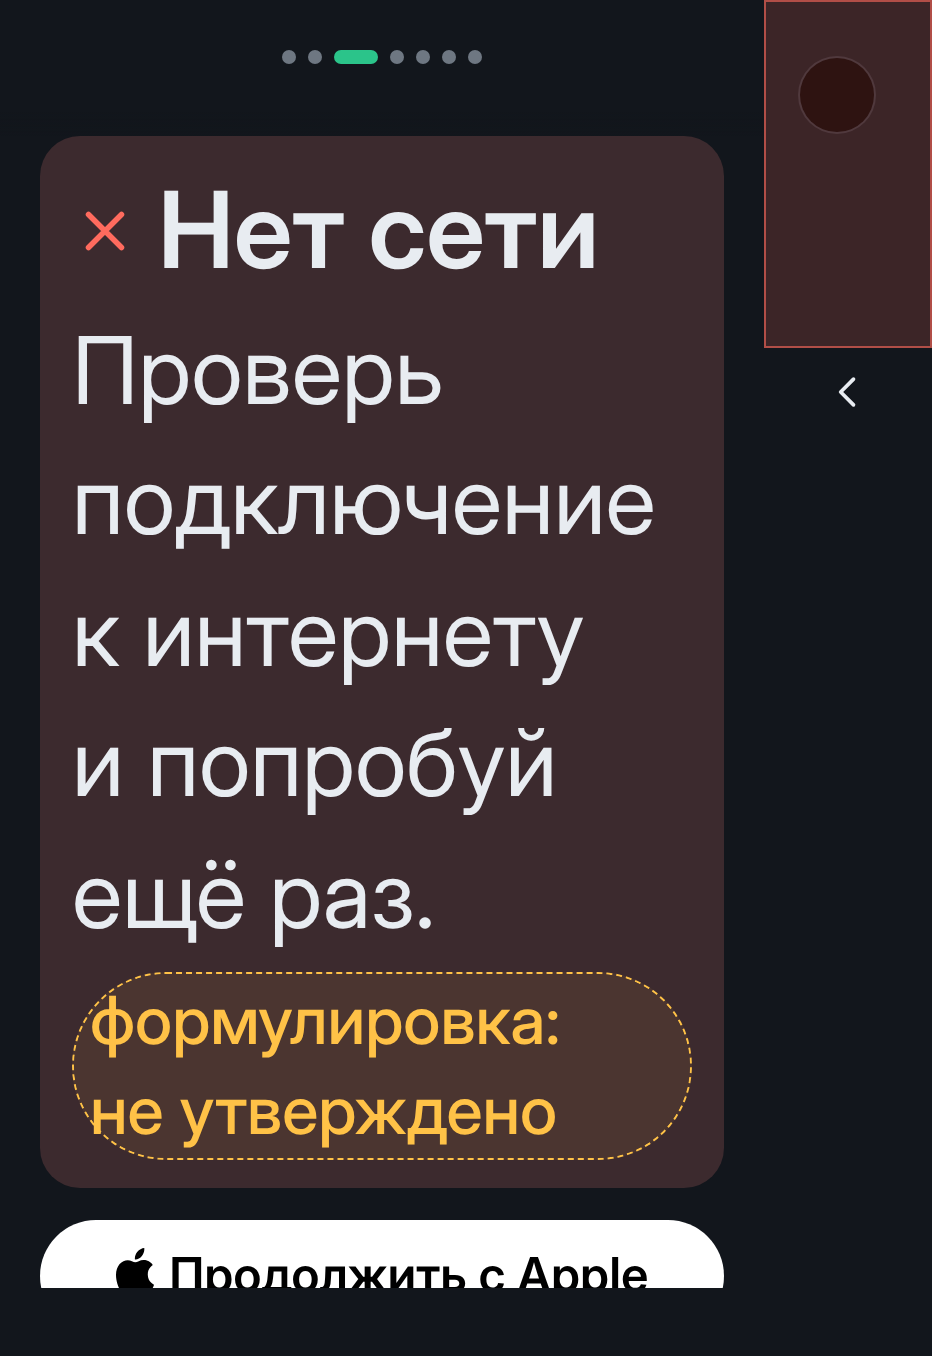 Нет сети
Проверь
подключение
к интернету
и попробуй
ещё раз.
формулировка:
не утверждено
Продолжить с Apple